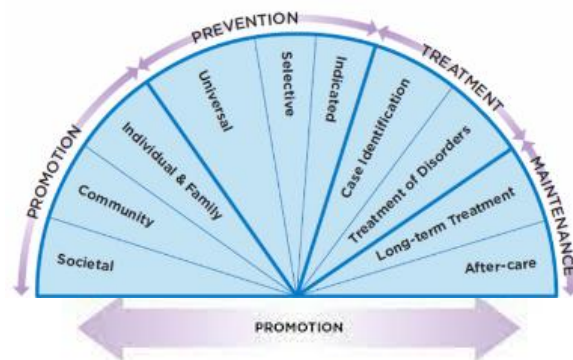 PREVENTION
PROMOTION
TREATMENT
MAINTENANCE
Societal
Community
Individual & Family
Universal
Selective
Indicated
Case Identification
Treatment of Disorders
Long-term Treatment
After-care
PROMOTION